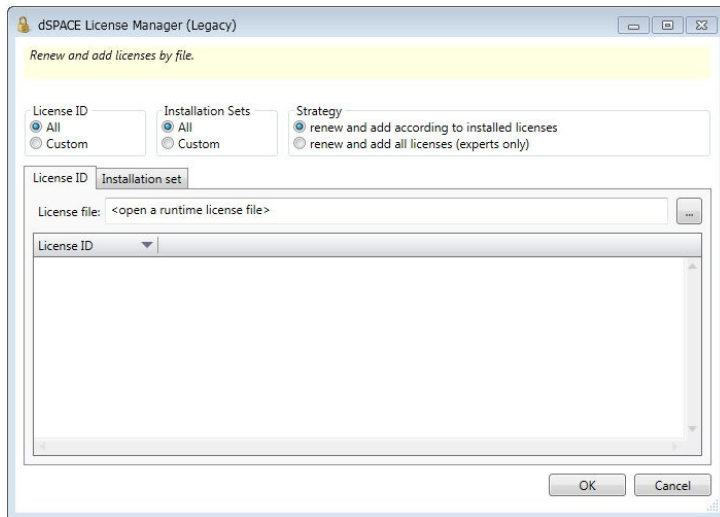 dSPACE License Manager (Legacy)
Renew and add licenses by file.
License ID
All
Custom
Installation Sets
All
Custom
Strategy
renew and add according to installed licenses
renew and add all licenses (experts only)
License ID Installation set
License file: <open a runtime license file> ...
License ID
OK Cancel